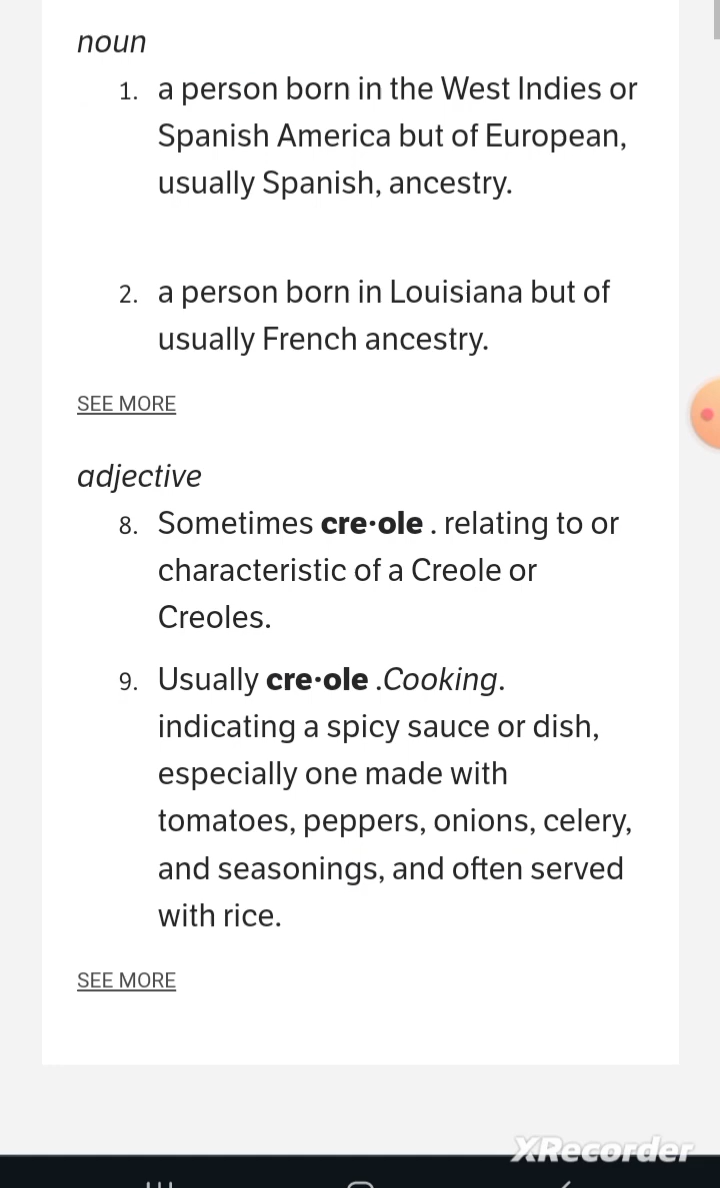 noun
1. a person born in the West Indies or
Spanish America but of European,
usually Spanish, ancestry.
2. a person born in Louisiana but of
usually French ancestry.
SEE MORE
adjective
8. Sometimes cre·ole . relating to or
characteristic of a Creole or
Creoles.
9. Usually cre·ole .Cooking.
indicating a spicy sauce or dish,
especially one made with
tomatoes, peppers, onions, celery,
and seasonings, and often served
with rice.
SEE MORE
XRecorder